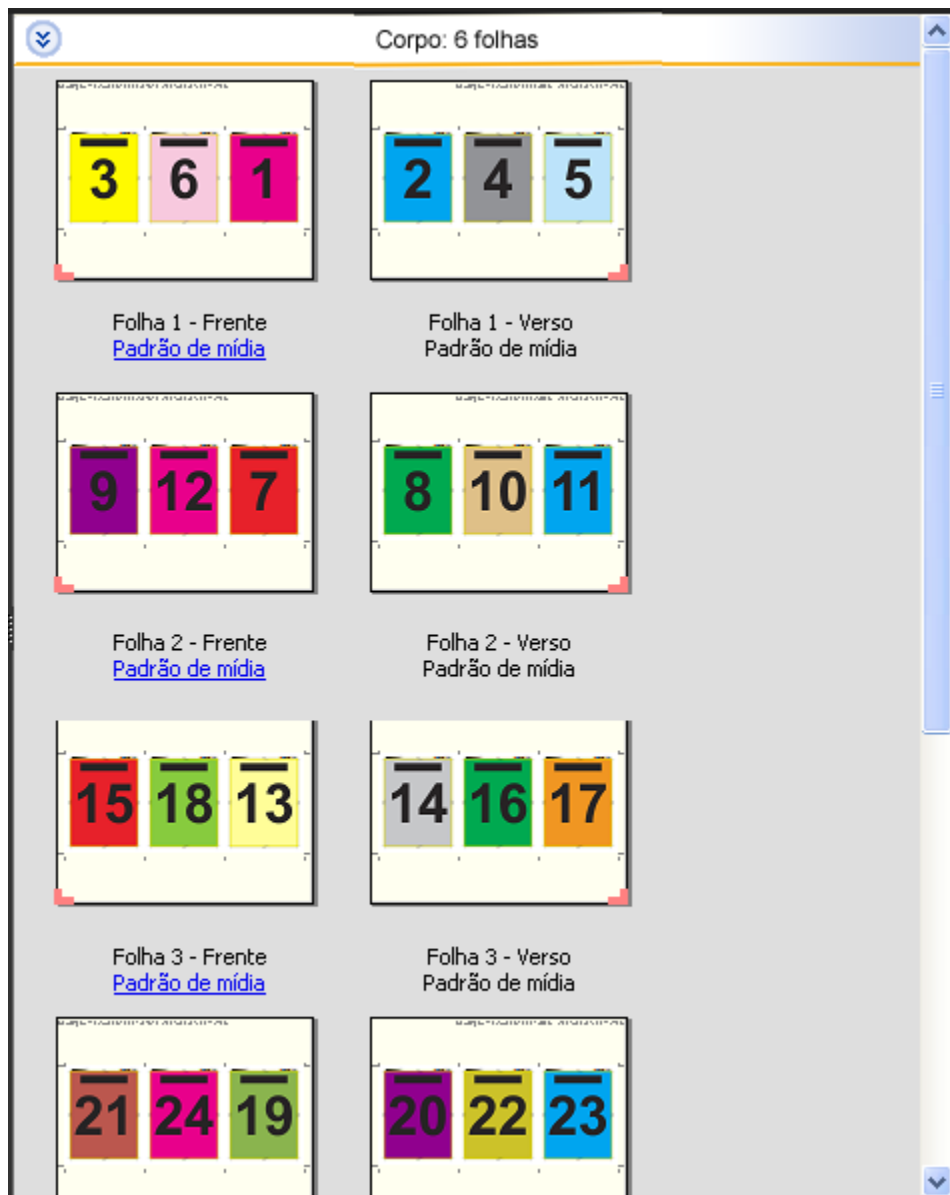 Corpo: 6 folhas
3 6 1
2 4 5
Folha 1 - Frente
Padrão de mídia
Folha 1 - Verso
Padrão de mídia
9 12 7
8 10 11
Folha 2 - Frente
Padrão de mídia
Folha 2 - Verso
Padrão de mídia
15 18 13
14 16 17
Folha 3 - Frente
Padrão de mídia
Folha 3 - Verso
Padrão de mídia
21 24 19
20 22 23